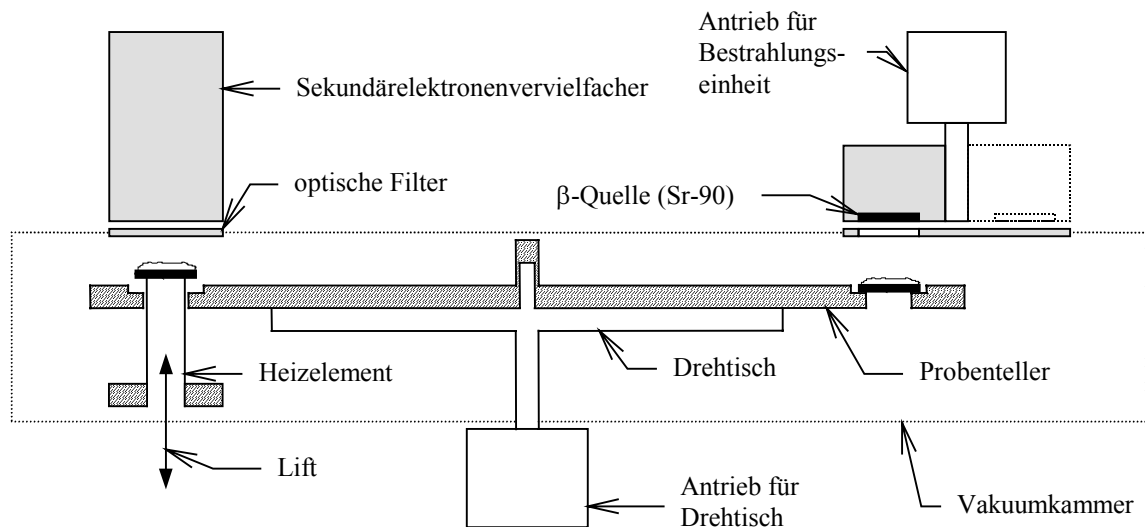 Antrieb für
Bestrahlungs-
einheit
Sekundärelektronenvervielfacher
optische Filter
β-Quelle (Sr-90)
Heizelement
Drehtisch
Probenteller
Lift
Antrieb für
Drehtisch
Vakuumkammer